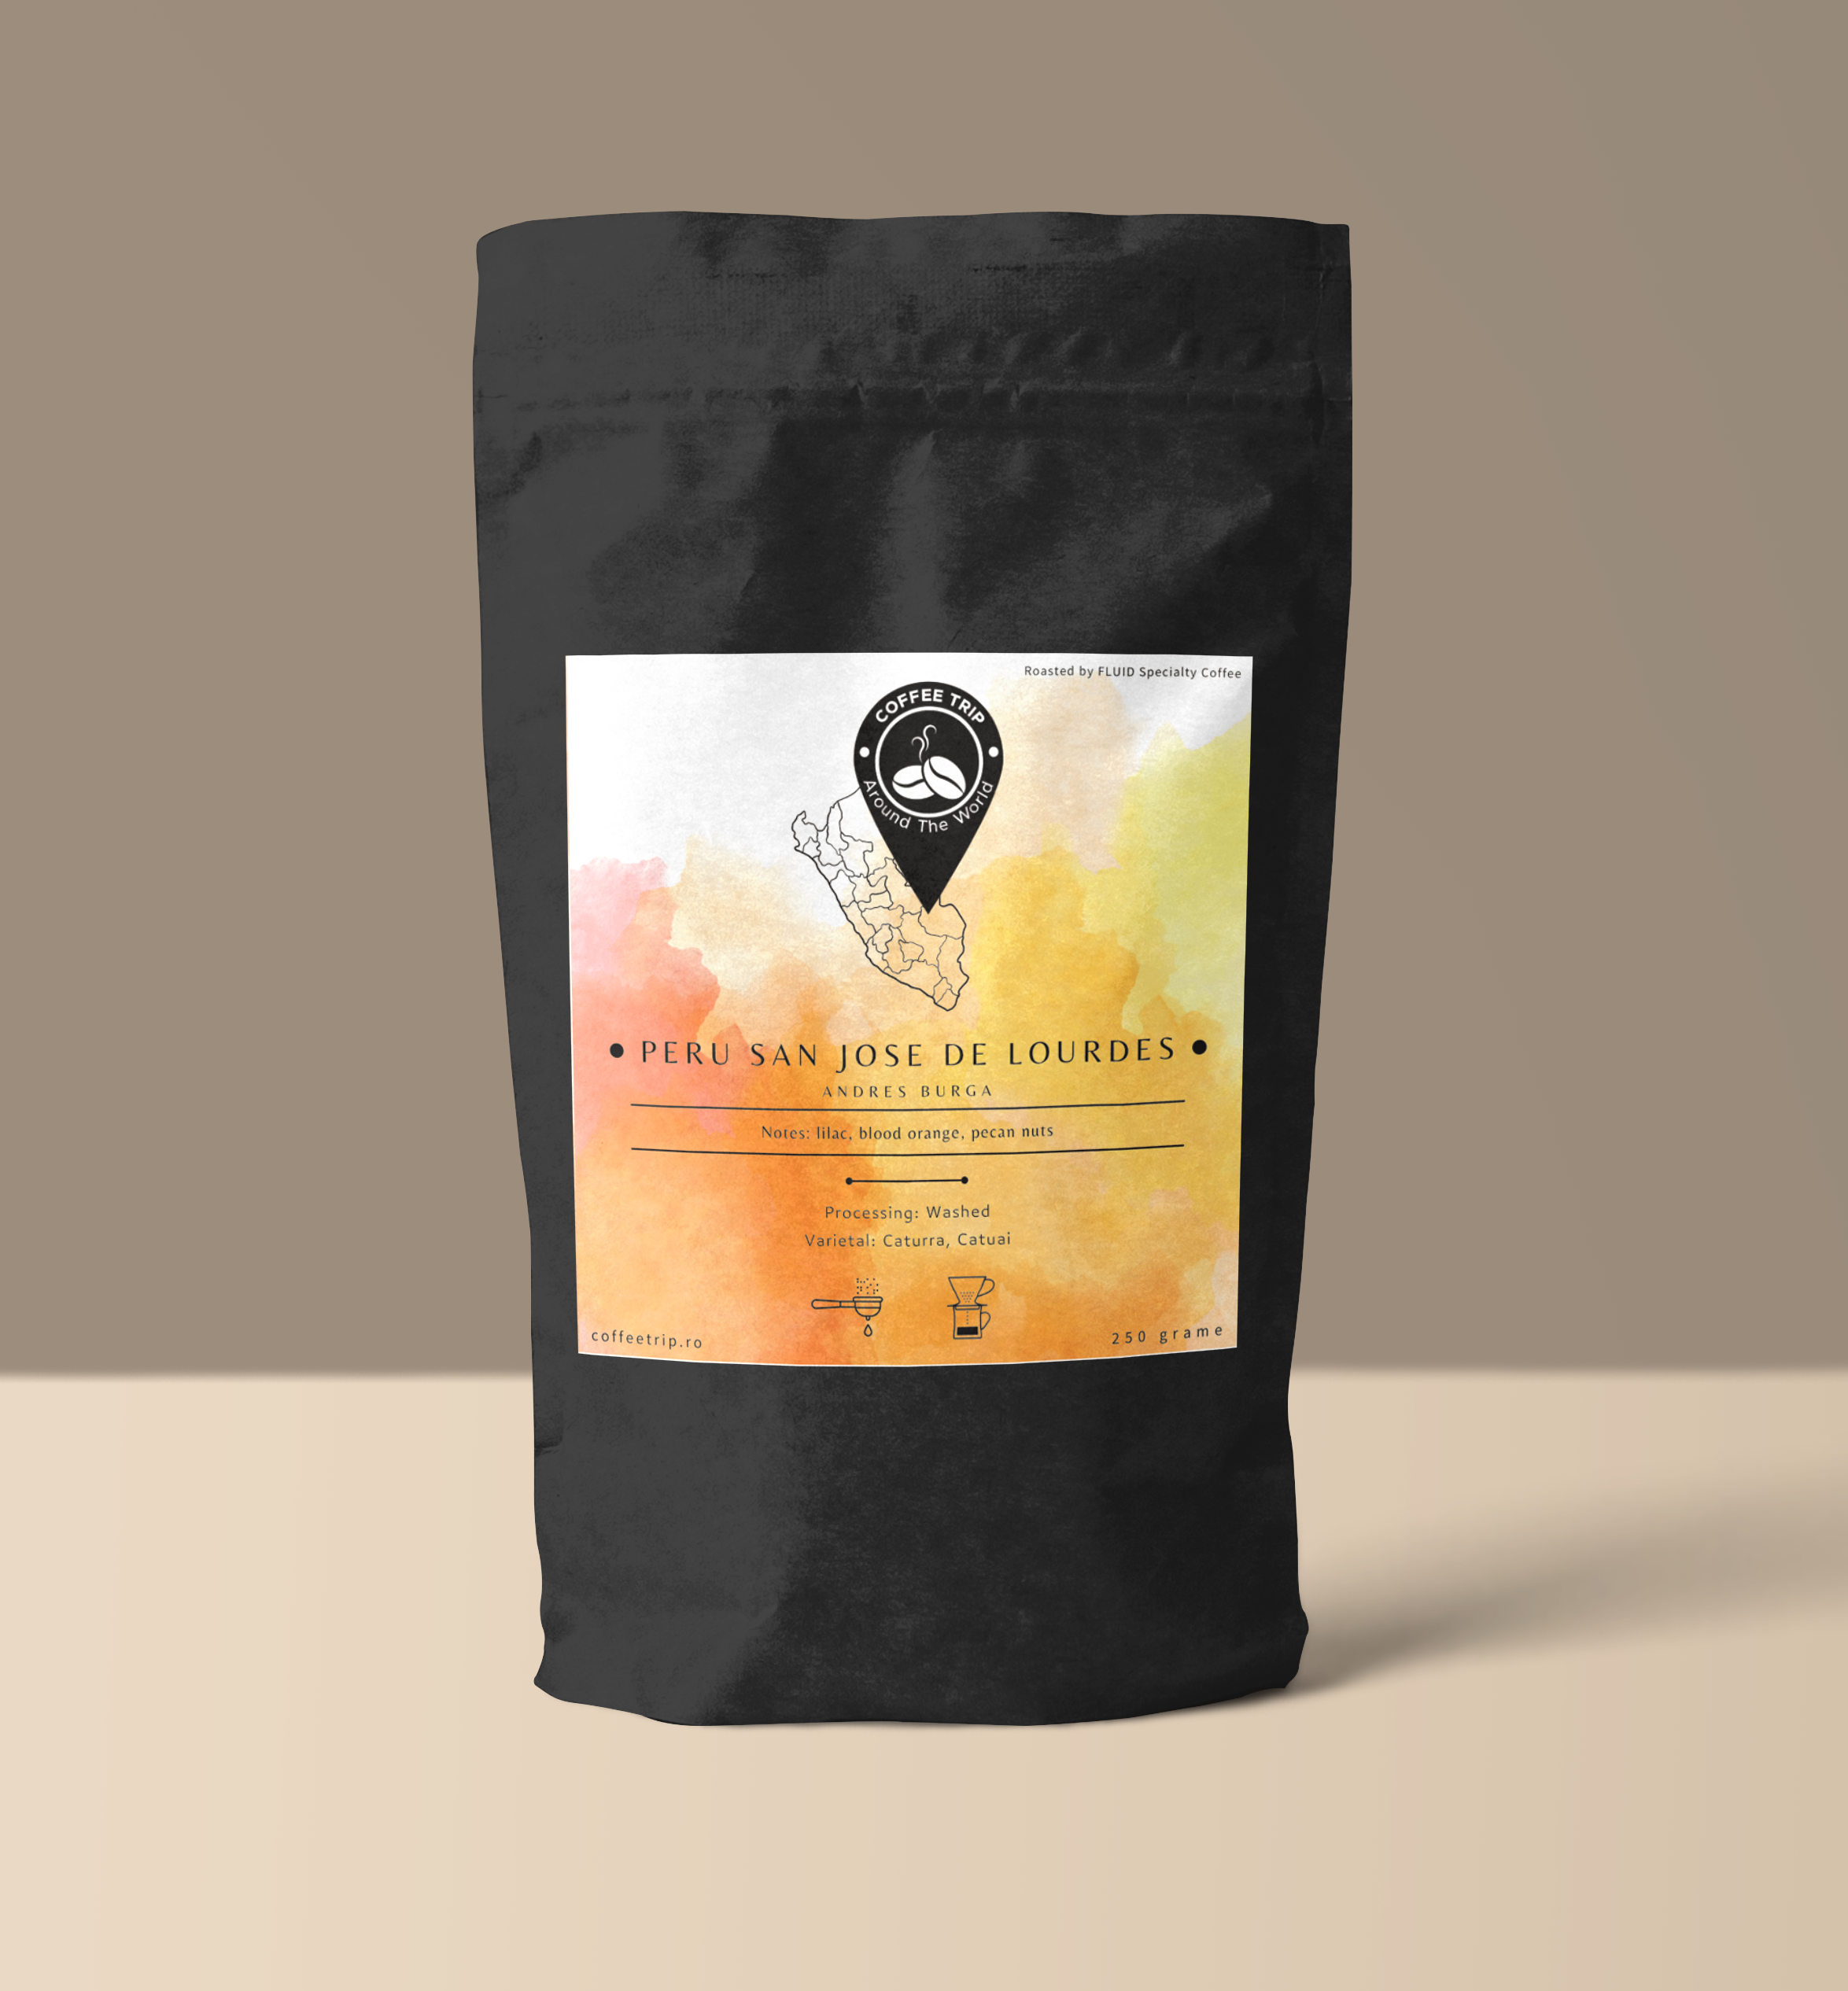 Roasted by FLUID Specialty Coffee
COFFEE TRIP
Around The World
• PERU SAN JOSE DE LOURDES •
ANDRES BURGA
Notes: lilac, blood orange, pecan nuts
Processing: Washed
Varietal: Caturra, Catuai
coffeetrip.ro
250 grame